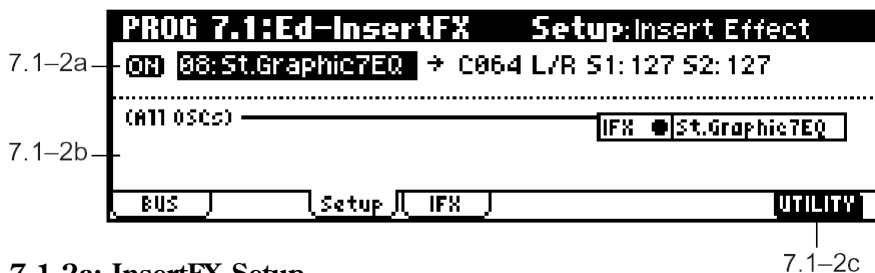 PROG 7.1:Ed-InsertFX Setup:Insert Effect
7.1–2a ON 08:St.Graphic7EQ → C064 L/R S1:127 S2:127
(All OSCs) IFX St.Graphic7EQ
7.1–2b
BUS Setup IFX UTILITY
7.1–2c
7.1-2a: InsertFX Setup